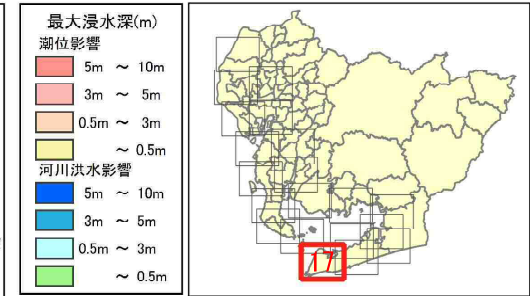 最大浸水深(m)
潮位影響
5m ～ 10m
3m ～ 5m
0.5m ～ 3m
～ 0.5m
河川洪水影響
5m ～ 10m
3m ～ 5m
0.5m ～ 3m
～ 0.5m
17